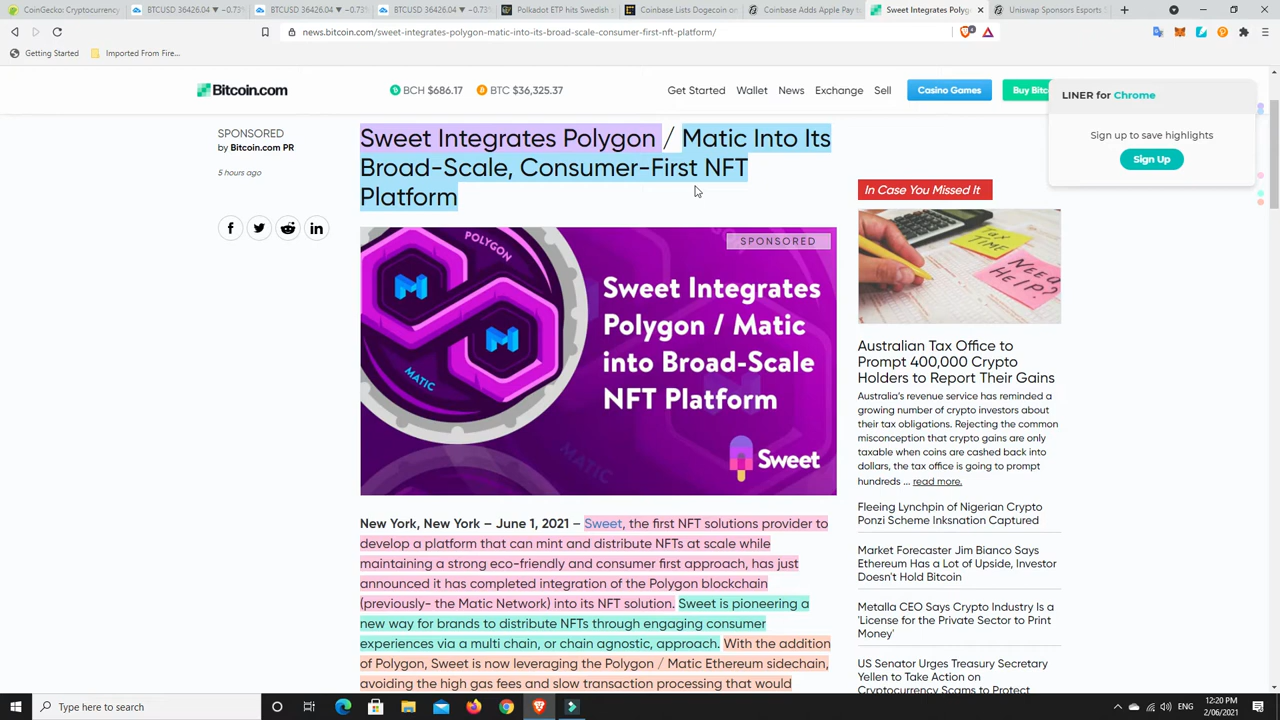 CoinGecko: Cryptocurrency
BTCUSD 36426.04 ▼ −0.73%
BTCUSD 36426.04 ▼ −0.73%
BTCUSD 36426.04 ▼ −0.73%
Polkadot ETP hits Swedish
Coinbase Lists Dogecoin on
Coinbase Adds Apple Pay t
Sweet Integrates Polyg
Uniswap Sponsors Esports
news.bitcoin.com/sweet-integrates-polygon-matic-into-its-broad-scale-consumer-first-nft-platform/
Getting Started
Imported From Fire...
Bitcoin.com
BCH $686.17
BTC $36,325.37
Get Started
Wallet
News
Exchange
Sell
Casino Games
Buy Bitc
LINER for Chrome
Sign up to save highlights
Sign Up
SPONSORED
by Bitcoin.com PR
5 hours ago
Sweet Integrates Polygon / Matic Into Its
Broad-Scale, Consumer-First NFT
Platform
POLYGON
MATIC
MATIC
SPONSORED
Sweet Integrates
Polygon / Matic
into Broad-Scale
NFT Platform
Sweet
New York, New York – June 1, 2021 – Sweet, the first NFT solutions provider to
develop a platform that can mint and distribute NFTs at scale while
maintaining a strong eco-friendly and consumer first approach, has just
announced it has completed integration of the Polygon blockchain
(previously- the Matic Network) into its NFT solution. Sweet is pioneering a
new way for brands to distribute NFTs through engaging consumer
experiences via a multi chain, or chain agnostic, approach. With the addition
of Polygon, Sweet is now leveraging the Polygon / Matic Ethereum sidechain,
avoiding the high gas fees and slow transaction processing that would
In Case You Missed It
Australian Tax Office to
Prompt 400,000 Crypto
Holders to Report Their Gains
TAX
TIME
NEED
HELP?
Australia's revenue service has reminded a
growing number of crypto investors about
their tax obligations. Rejecting the common
misconception that crypto gains are only
taxable when coins are cashed back into
dollars, the tax office is going to prompt
hundreds ... read more.
Fleeing Lynchpin of Nigerian Crypto
Ponzi Scheme Inksnation Captured
Market Forecaster Jim Bianco Says
Ethereum Has a Lot of Upside, Investor
Doesn't Hold Bitcoin
Metalla CEO Says Crypto Industry Is a
'License for the Private Sector to Print
Money'
US Senator Urges Treasury Secretary
Yellen to Take Action on
Cryptocurrency Scams to Protect
Type here to search
ENG
12:20 PM
2/06/2021